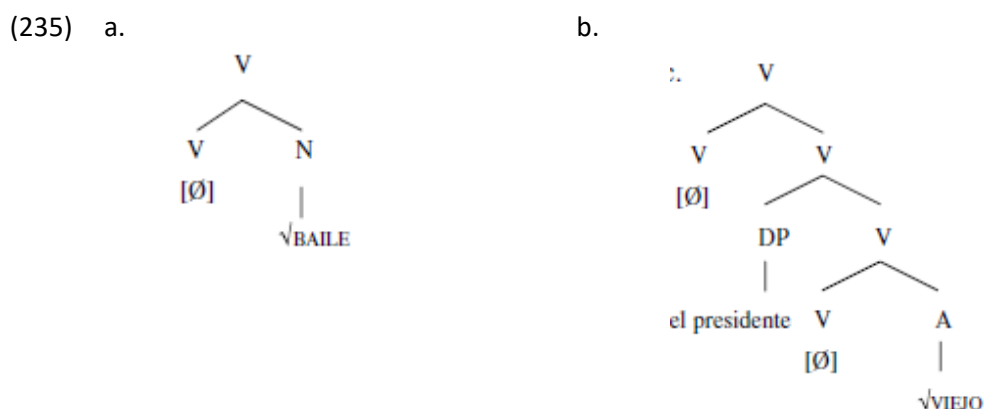 (235) a. b.
V
:. V
V N
V V
[Ø]
[Ø]
√BAILE
DP V
el presidente V A
[Ø]
√VIEJO